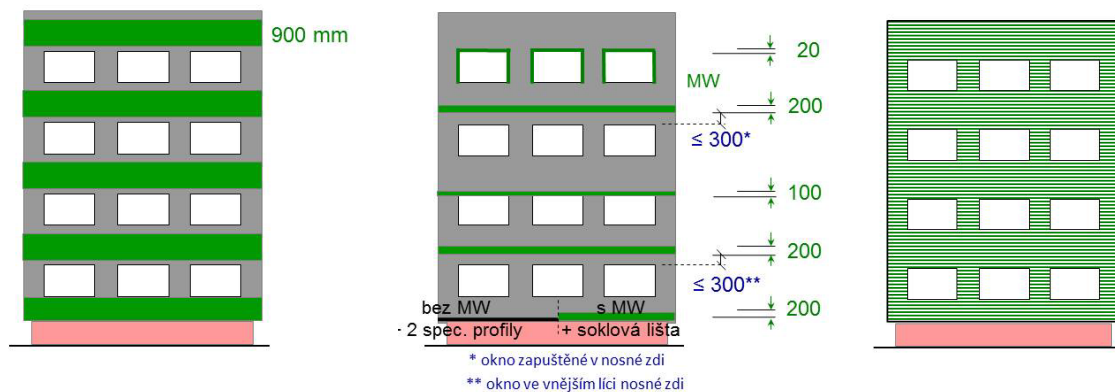 900 mm
20
MW
200
≤ 300*
100
200
≤ 300**
bez MW s MW 200
- 2 spec. profily + soklová lišta
* okno zapuštěné v nosné zdi
** okno ve vnějším líci nosné zdi